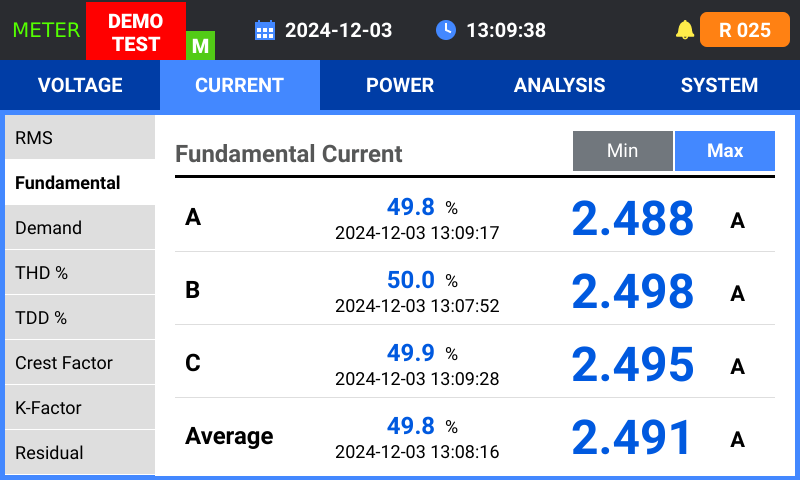 METER
DEMO
TEST
M
2024-12-03
13:09:38
R 025
VOLTAGE
CURRENT
POWER
ANALYSIS
SYSTEM
RMS
Fundamental
Demand
THD %
TDD %
Crest Factor
K-Factor
Residual
Fundamental Current
Min
Max
A
49.8 %
2024-12-03 13:09:17
2.488 A
B
50.0 %
2024-12-03 13:07:52
2.498 A
C
49.9 %
2024-12-03 13:09:28
2.495 A
Average
49.8 %
2024-12-03 13:08:16
2.491 A